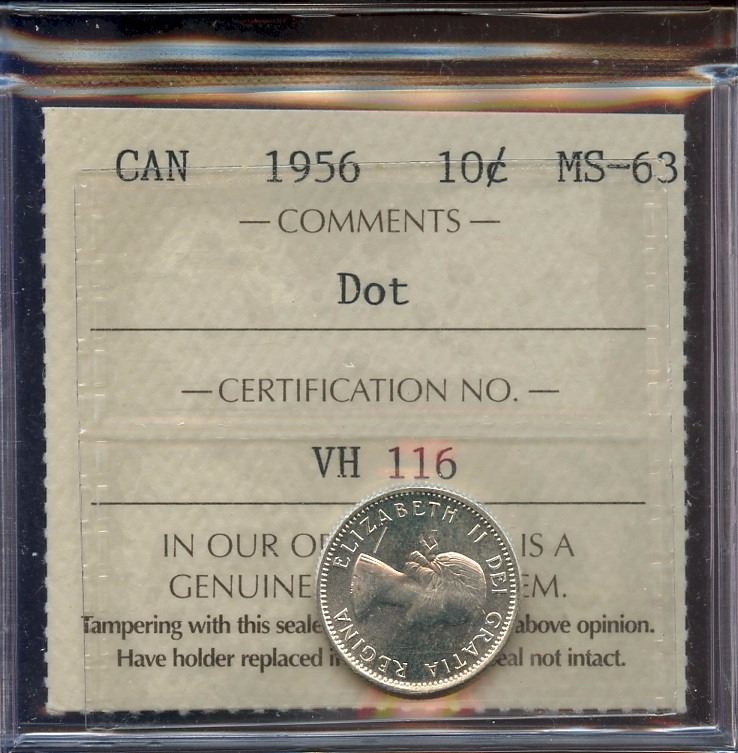 CAN 1956 10¢ MS-63
— COMMENTS —
Dot
— CERTIFICATION NO. —
VH 116
IN OUR IS A
GENUINE
Tampering with this above opinion.
Have holder replaced not intact.
ELIZABETH II DEI GRATIA REGINA